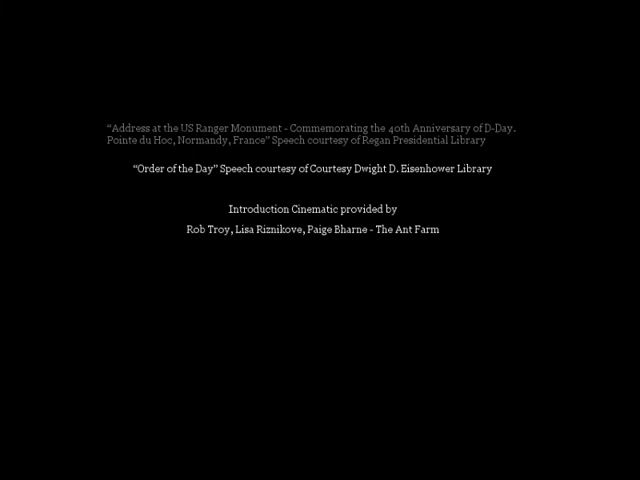 “Address at the US Ranger Monument - Commemorating the 40th Anniversary of D-Day.
Pointe du Hoc, Normandy, France” Speech courtesy of Regan Presidential Library
“Order of the Day” Speech courtesy of Courtesy Dwight D. Eisenhower Library
Introduction Cinematic provided by
Rob Troy, Lisa Riznikove, Paige Bharne - The Ant Farm